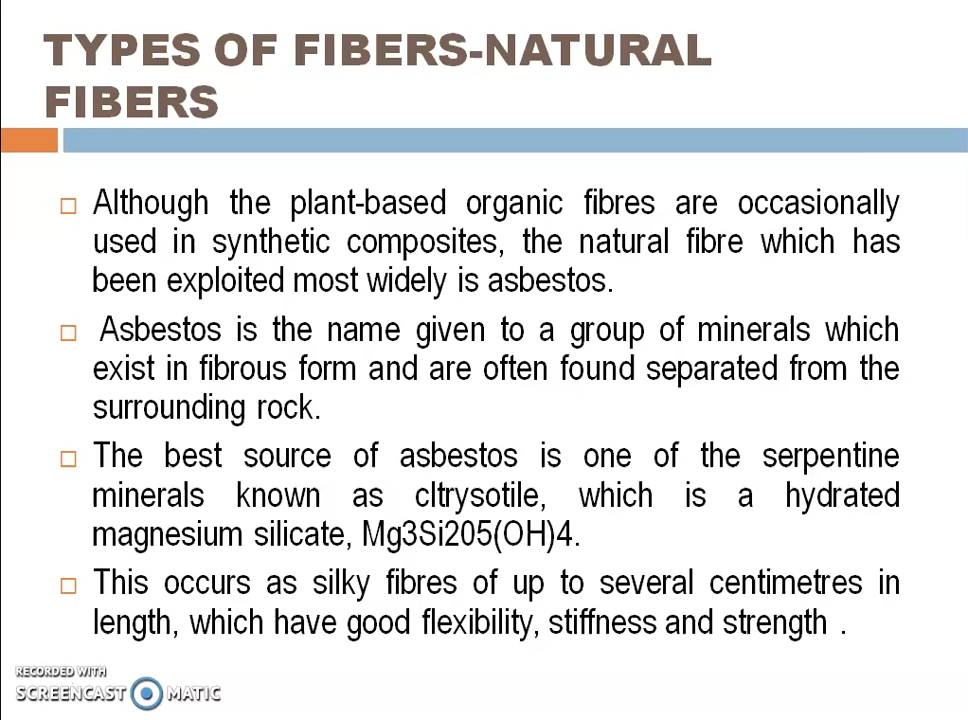 TYPES OF FIBERS-NATURAL
FIBERS
Although the plant-based organic fibres are occasionally
used in synthetic composites, the natural fibre which has
been exploited most widely is asbestos.
Asbestos is the name given to a group of minerals which
exist in fibrous form and are often found separated from the
surrounding rock.
The best source of asbestos is one of the serpentine
minerals known as cltrysotile, which is a hydrated
magnesium silicate, Mg3Si205(OH)4.
This occurs as silky fibres of up to several centimetres in
length, which have good flexibility, stiffness and strength .
RECORDED WITH
SCREENCAST MATIC